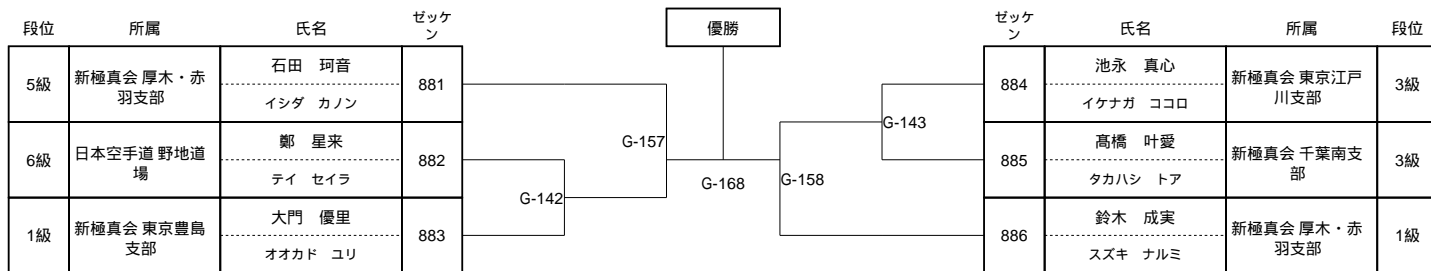 段位
所属
氏名
ゼッケ
ン
優勝
ゼッケ
ン
氏名
所属
段位
5級
新極真会 厚木・赤
羽支部
石田　珂音
イシダ　カノン
881
6級
日本空手道 野地道
場
鄭　星来
テイ　セイラ
882
1級
新極真会 東京豊島
支部
大門　優里
オオカド　ユリ
883
G-157
G-142
G-168
G-158
G-143
884
池永　真心
イケナガ　ココロ
新極真会 東京江戸
川支部
3級
885
髙橋　叶愛
タカハシ　トア
新極真会 千葉南支
部
3級
886
鈴木　成実
スズキ　ナルミ
新極真会 厚木・赤
羽支部
1級